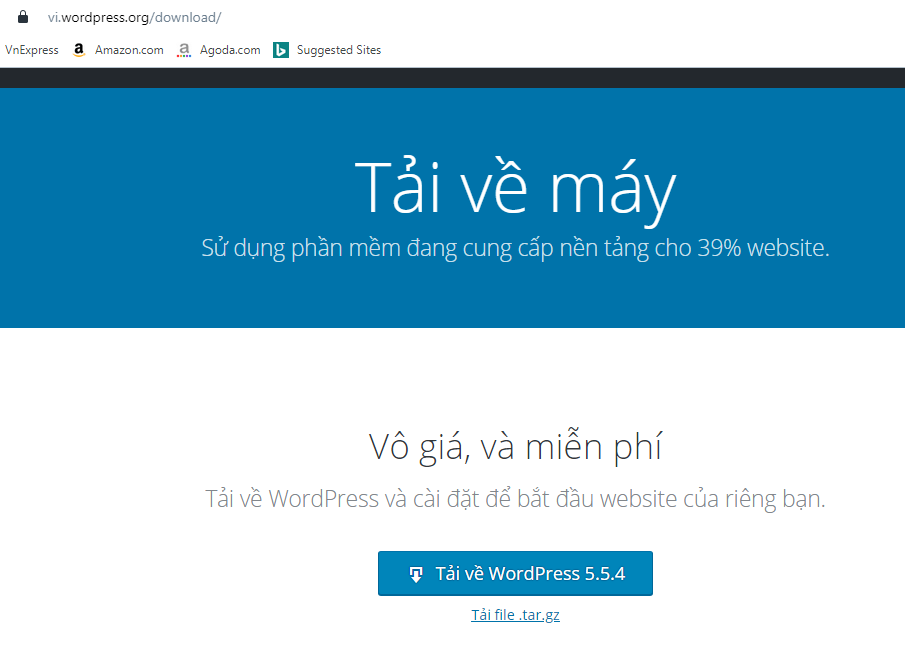 vi.wordpress.org/download/
VnExpress Amazon.com Agoda.com Suggested Sites
Tải về máy
Sử dụng phần mềm đang cung cấp nền tảng cho 39% website.
Vô giá, và miễn phí
Tải về WordPress và cài đặt để bắt đầu website của riêng bạn.
Tải về WordPress 5.5.4
Tải file .tar.gz